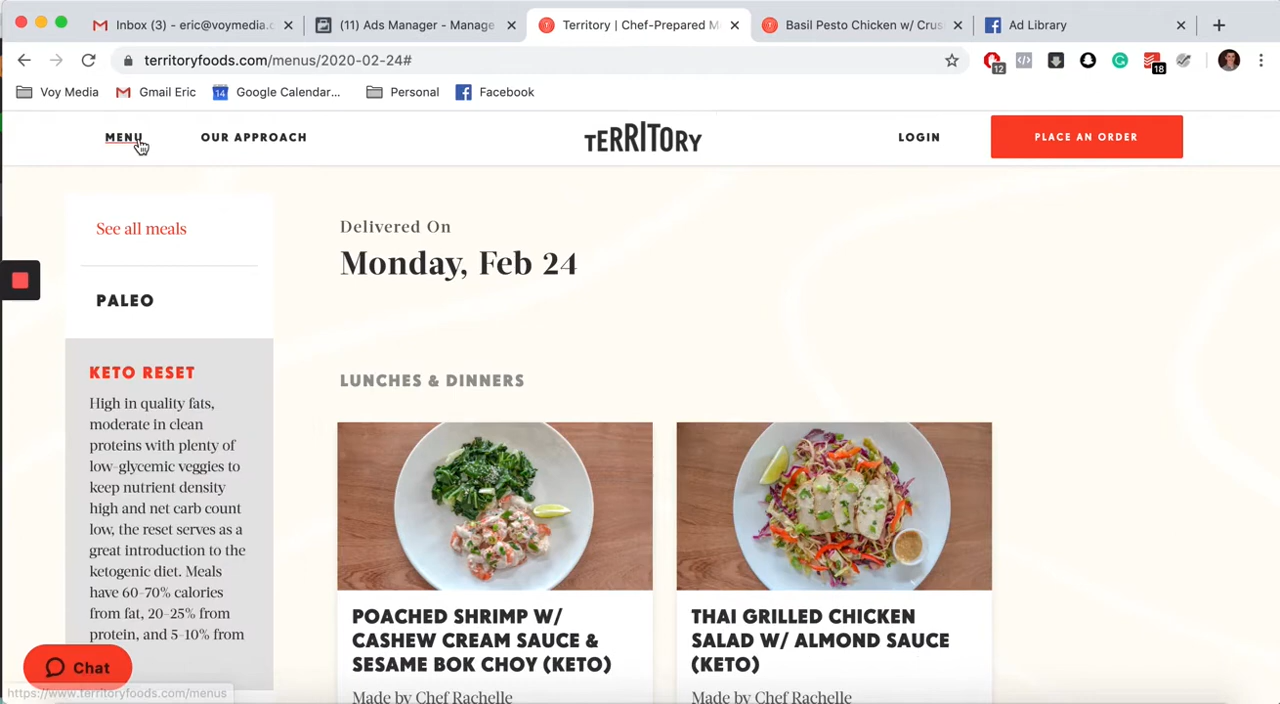 Inbox (3) - eric@voymedia.c
(11) Ads Manager - Manage
Territory | Chef-Prepared M
Basil Pesto Chicken w/ Crus
Ad Library
territoryfoods.com/menus/2020-02-24#
12
18
Voy Media
Gmail Eric
14
Google Calendar...
Personal
Facebook
MENU
OUR APPROACH
TERRITORY
LOGIN
PLACE AN ORDER
See all meals
PALEO
KETO RESET
High in quality fats,
moderate in clean
proteins with plenty of
low-glycemic veggies to
keep nutrient density
high and net carb count
low, the reset serves as a
great introduction to the
ketogenic diet. Meals
have 60-70% calories
from fat, 20-25% from
protein, and 5-10% from
Delivered On
Monday, Feb 24
LUNCHES & DINNERS
POACHED SHRIMP W/
CASHEW CREAM SAUCE &
SESAME BOK CHOY (KETO)
Made by Chef Rachelle
THAI GRILLED CHICKEN
SALAD W/ ALMOND SAUCE
(KETO)
Made by Chef Rachelle
Chat
https://www.territoryfoods.com/menus